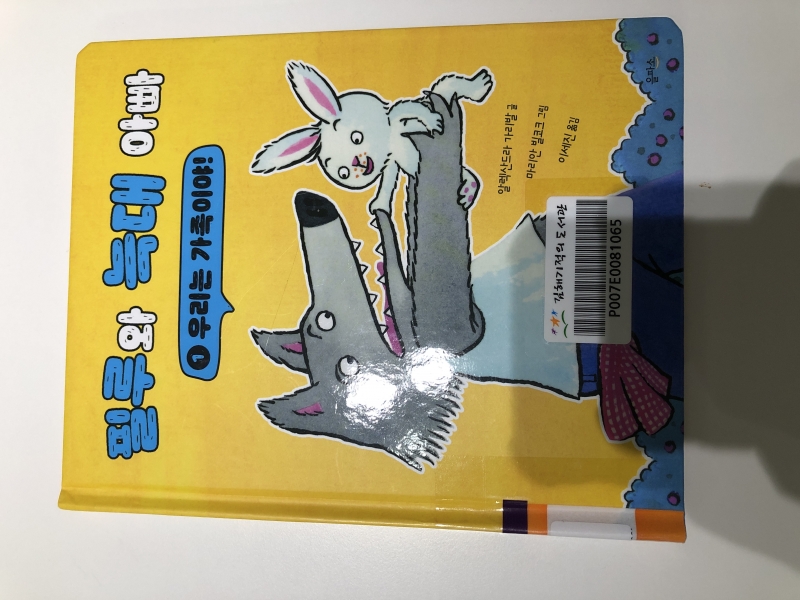 필루와 늑대 아빠
1 우리는 가족이야!
알렉산드라 가리발 글
마리안 빌코크 그림
이세진 옮김
김해기적의 도서관
P007E0081065
을파소